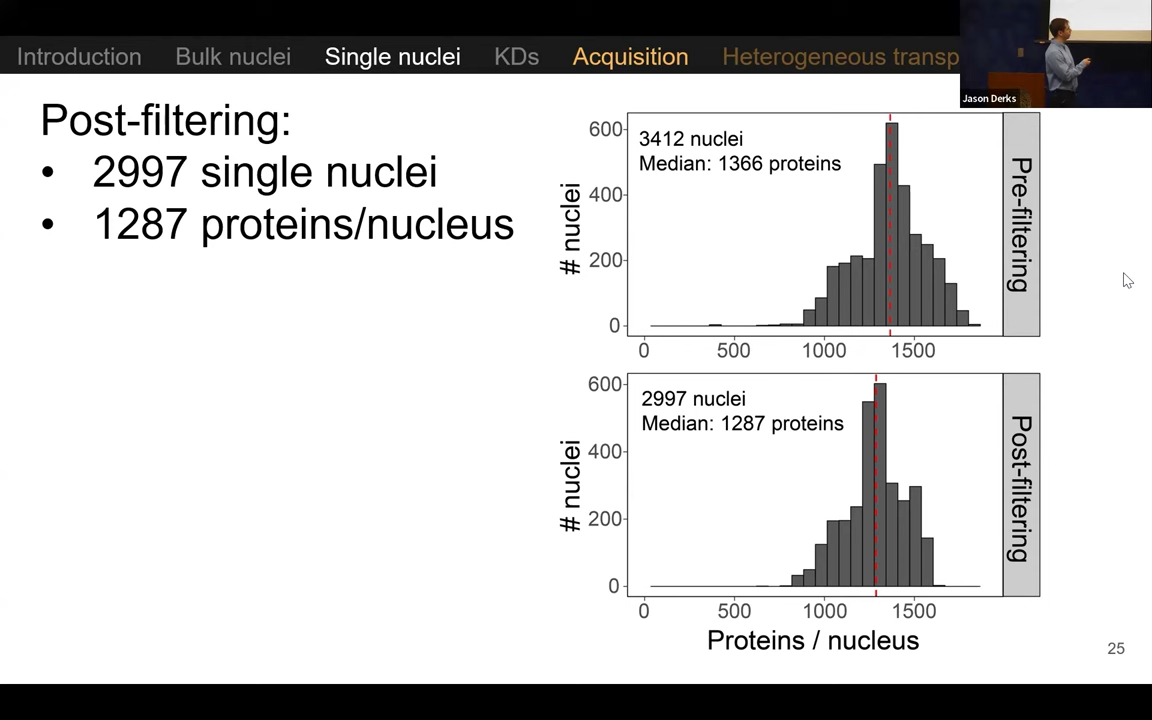 Introduction Bulk nuclei Single nuclei KDs Acquisition Heterogeneous transp
Jason Derks
Post-filtering:
• 2997 single nuclei
• 1287 proteins/nucleus
3412 nuclei
Median: 1366 proteins
# nuclei
600
400
200
0
0 500 1000 1500
Pre-filtering
2997 nuclei
Median: 1287 proteins
# nuclei
600
400
200
0
0 500 1000 1500
Post-filtering
Proteins / nucleus
25